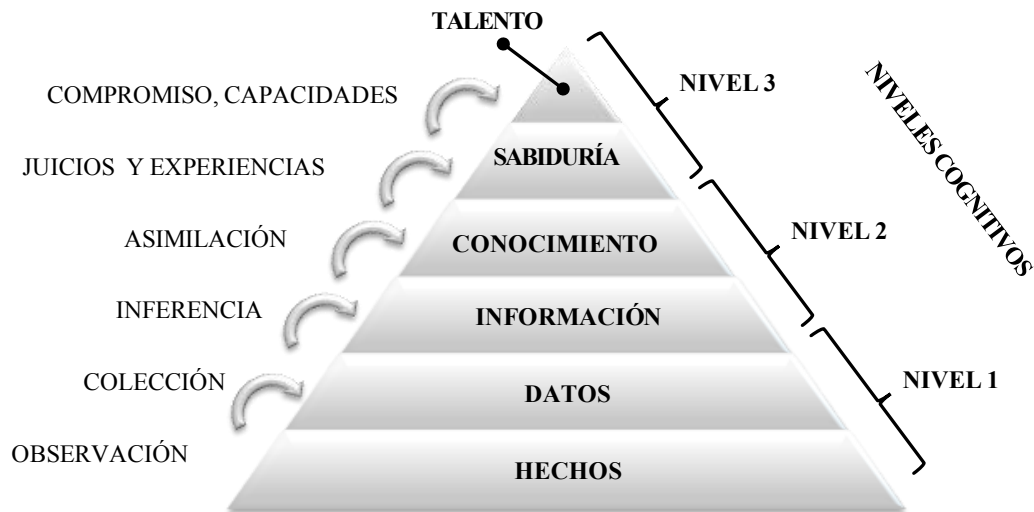 TALENTO
COMPROMISO, CAPACIDADES
NIVEL 3
JUICIOS Y EXPERIENCIAS
SABIDURÍA
NIVELES COGNITIVOS
ASIMILACIÓN
CONOCIMIENTO
NIVEL 2
INFERENCIA
INFORMACIÓN
COLECCIÓN
DATOS
NIVEL 1
OBSERVACIÓN
HECHOS